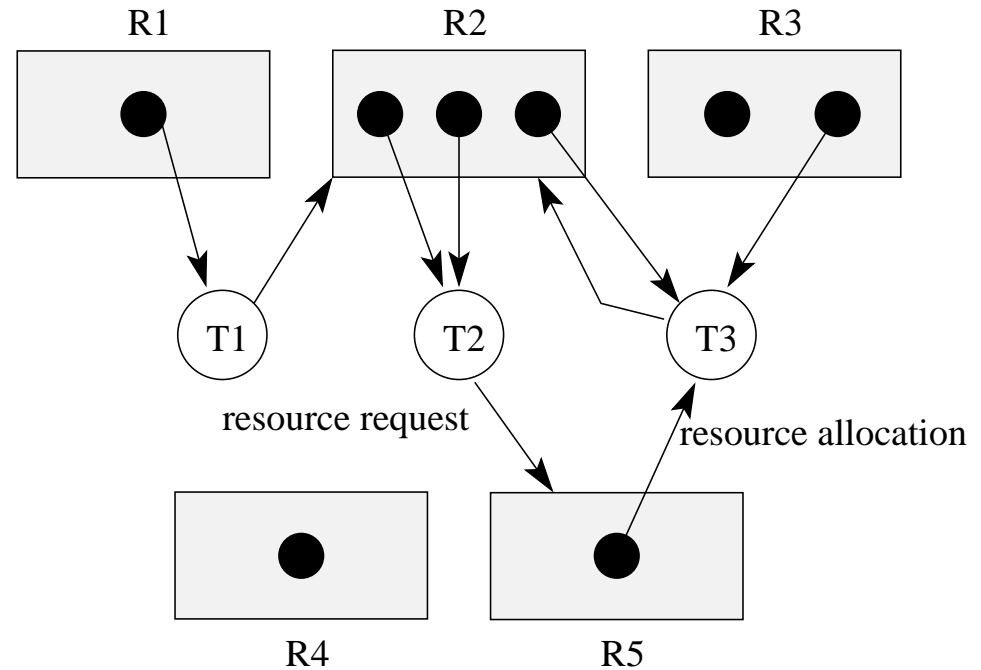 R1
R2
R3
T1
T2
T3
resource request
resource allocation
R4
R5